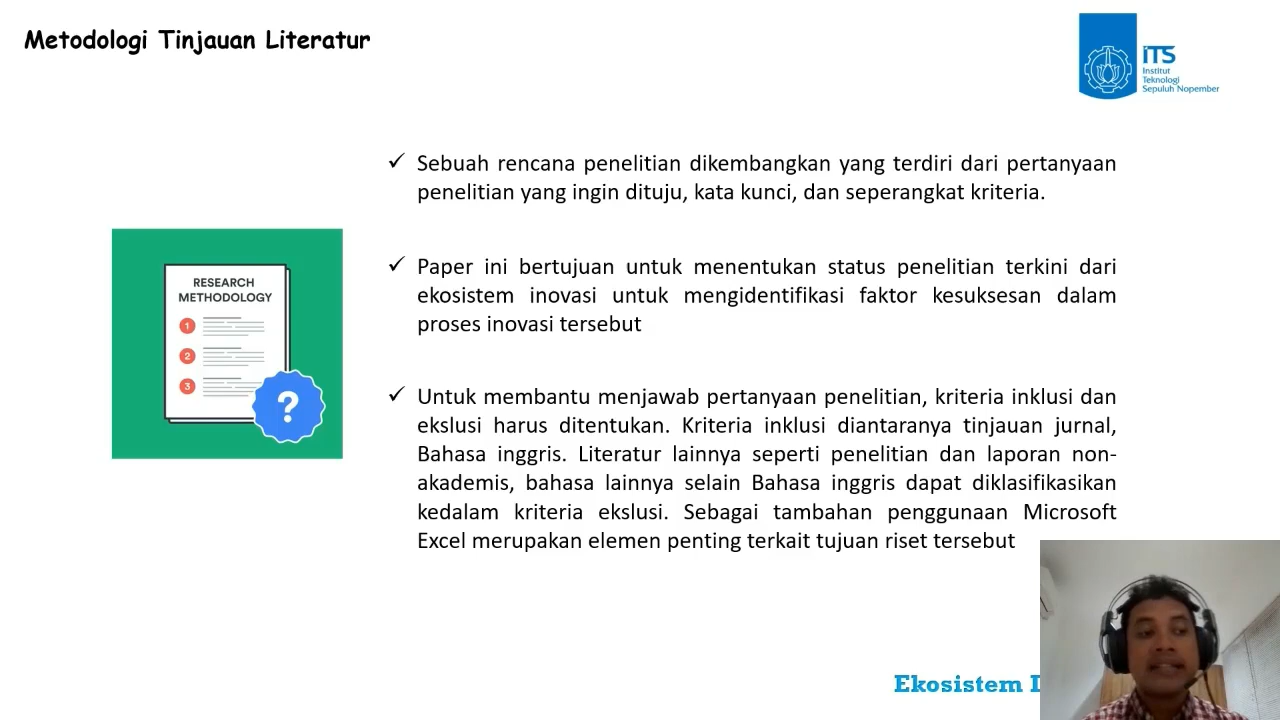 Metodologi Tinjauan Literatur
iTS
Institut
Teknologi
Sepuluh Nopember
✓ Sebuah rencana penelitian dikembangkan yang terdiri dari pertanyaan
penelitian yang ingin dituju, kata kunci, dan seperangkat kriteria.
✓ Paper ini bertujuan untuk menentukan status penelitian terkini dari
ekosistem inovasi untuk mengidentifikasi faktor kesuksesan dalam
proses inovasi tersebut
RESEARCH
METHODOLOGY
1
2
3
?
✓ Untuk membantu menjawab pertanyaan penelitian, kriteria inklusi dan
ekslusi harus ditentukan. Kriteria inklusi diantaranya tinjauan jurnal,
Bahasa inggris. Literatur lainnya seperti penelitian dan laporan non-
akademis, bahasa lainnya selain Bahasa inggris dapat diklasifikasikan
kedalam kriteria ekslusi. Sebagai tambahan penggunaan Microsoft
Excel merupakan elemen penting terkait tujuan riset tersebut
Ekosistem